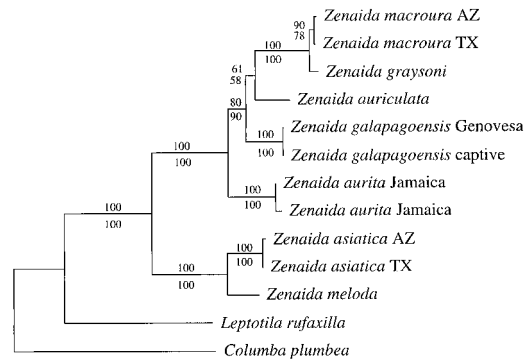 Zenaida macroura AZ
90
78
Zenaida macroura TX
100
100
Zenaida graysoni
61
58
Zenaida auriculata
80
90
Zenaida galapagoensis Genovesa
100
100
Zenaida galapagoensis captive
100
100
Zenaida aurita Jamaica
100
100
Zenaida aurita Jamaica
100
100
Zenaida asiatica AZ
100
100
Zenaida asiatica TX
100
100
Zenaida meloda
Leptotila rufaxilla
Columba plumbea